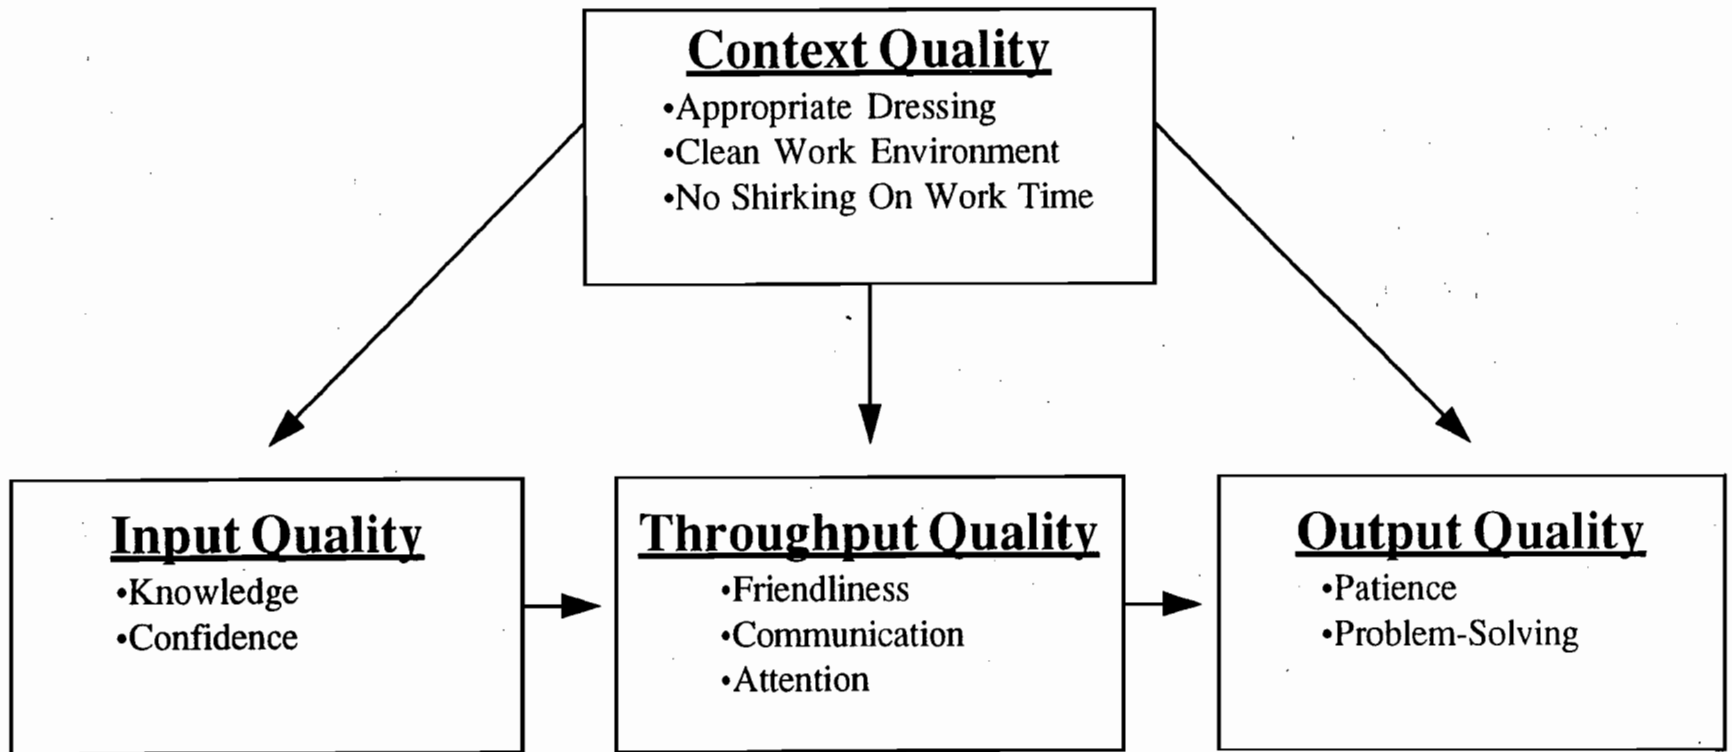 Context Quality
•Appropriate Dressing
•Clean Work Environment
•No Shirking On Work Time
Input Quality
•Knowledge
•Confidence
Throughput Quality
•Friendliness
•Communication
•Attention
Output Quality
•Patience
•Problem-Solving